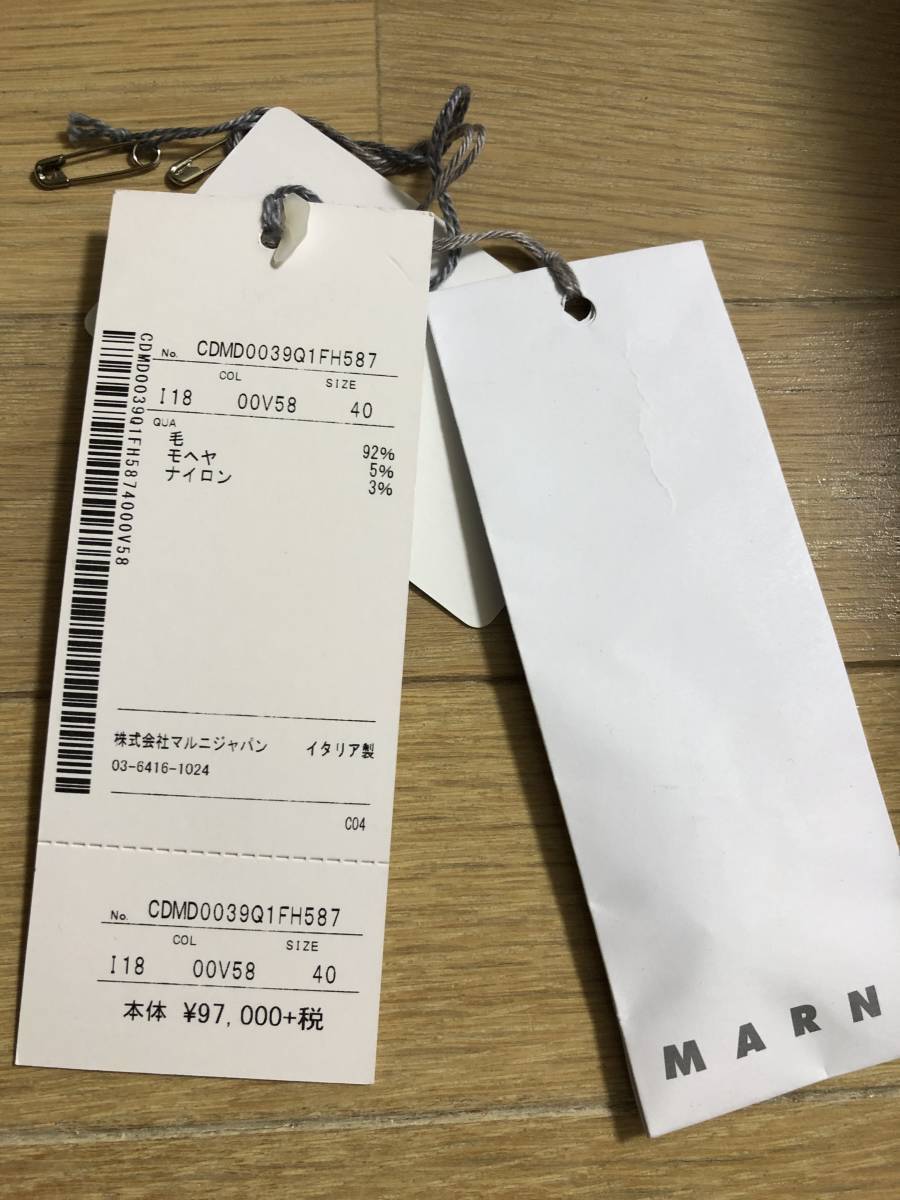 No. CDMD0039Q1FH587
COL SIZE
I18 00V58 40
QUA
毛 92%
モヘヤ 5%
ナイロン 3%
CDMD0039Q1FH5874000V58
株式会社マルニジャパン イタリア製
03-6416-1024
C04
No. CDMD0039Q1FH587
COL SIZE
I18 00V58 40
本体 ¥97,000+税
MARN